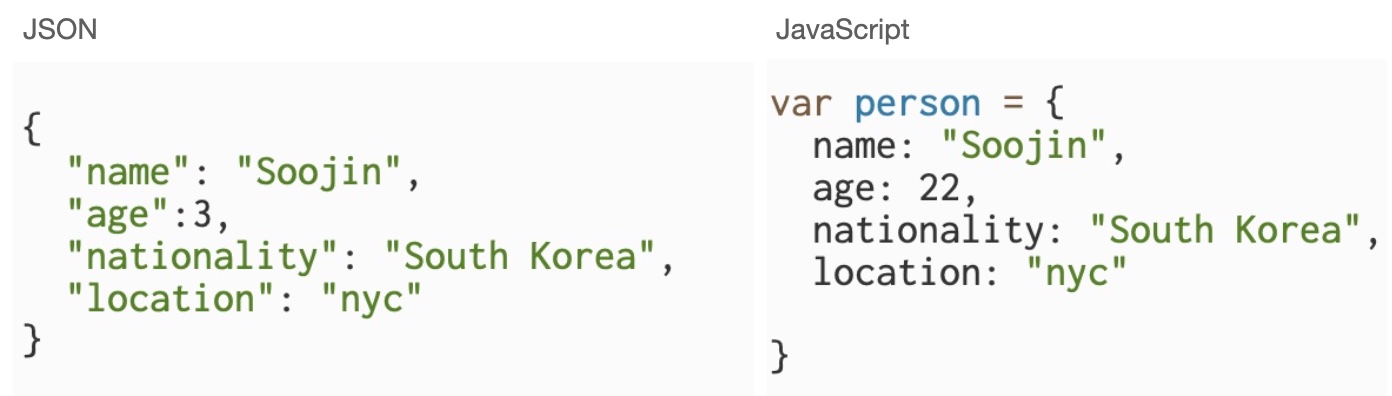 JSON
{
  "name": "Soojin",
  "age":3,
  "nationality": "South Korea",
  "location": "nyc"
}
JavaScript
var person = {
  name: "Soojin",
  age: 22,
  nationality: "South Korea",
  location: "nyc"
}